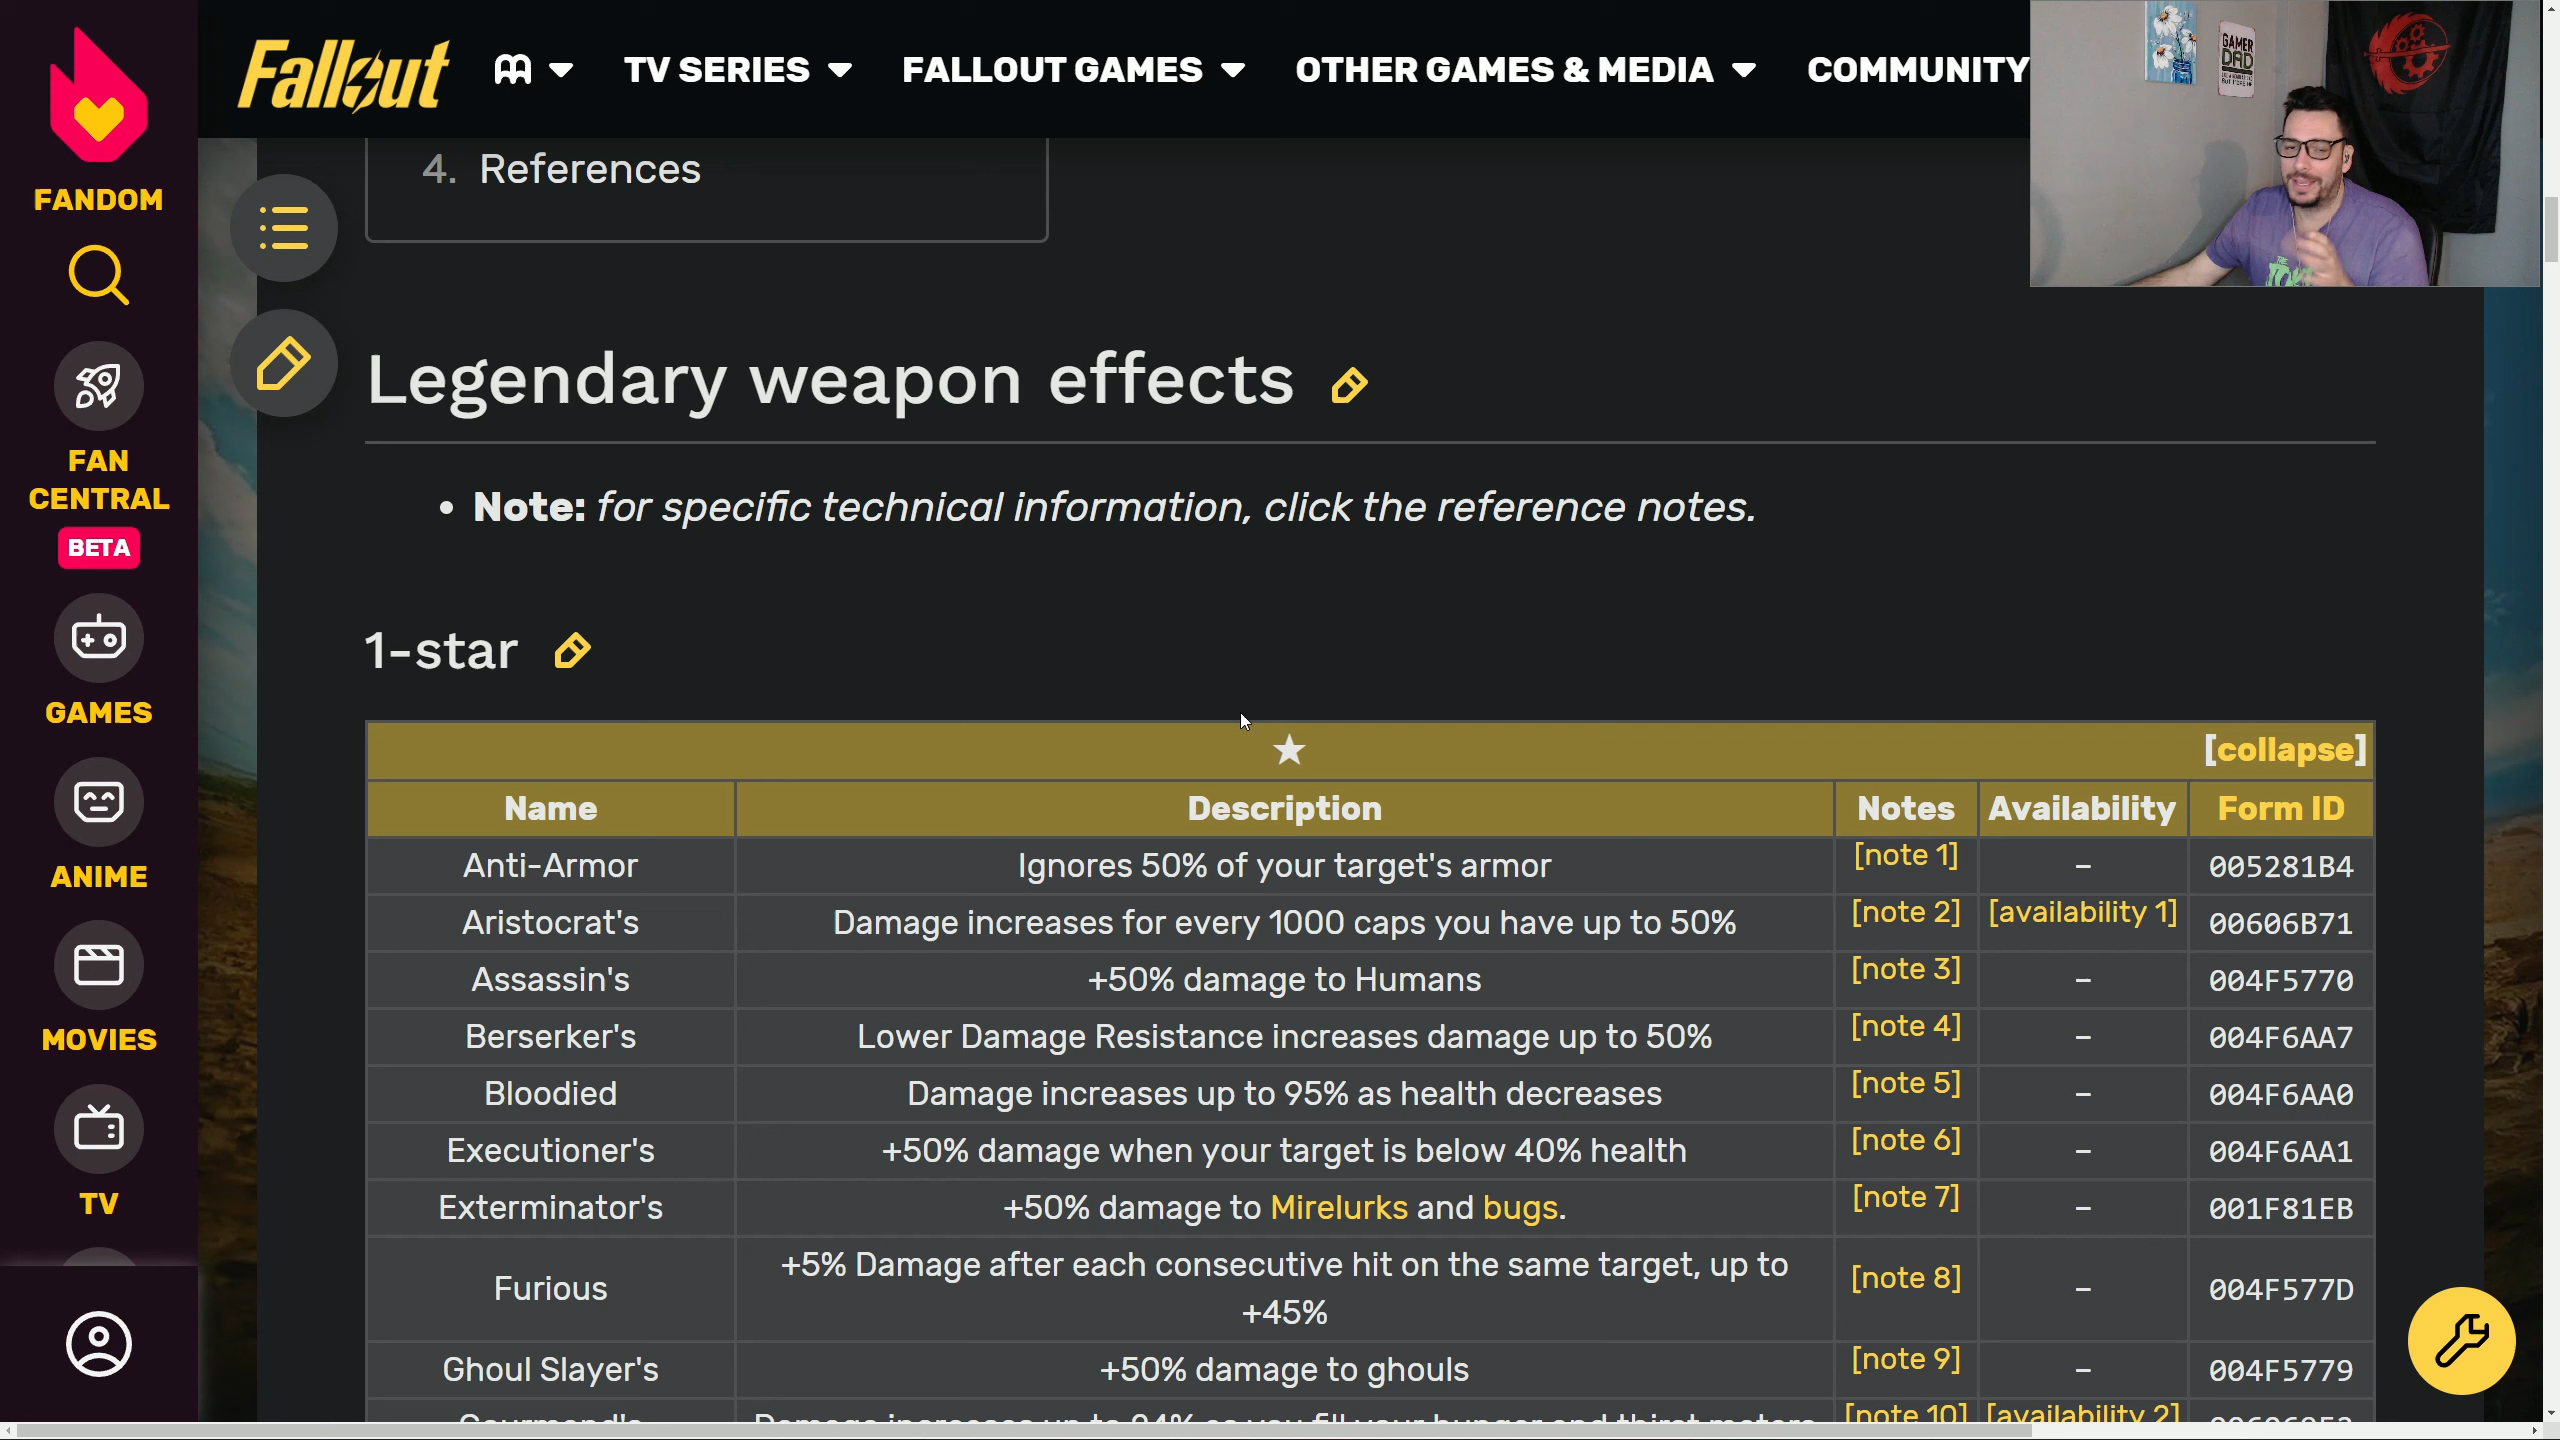 Fallout
TV SERIES
FALLOUT GAMES
OTHER GAMES & MEDIA
COMMUNITY
FANDOM
FAN
CENTRAL
BETA
GAMES
ANIME
MOVIES
TV
GAMER
DAD
4. References
Legendary weapon effects
• Note: for specific technical information, click the reference notes.
1-star
★ [collapse]
Name Description Notes Availability Form ID
Anti-Armor Ignores 50% of your target's armor [note 1] – 005281B4
Aristocrat's Damage increases for every 1000 caps you have up to 50% [note 2] [availability 1] 00606B71
Assassin's +50% damage to Humans [note 3] – 004F5770
Berserker's Lower Damage Resistance increases damage up to 50% [note 4] – 004F6AA7
Bloodied Damage increases up to 95% as health decreases [note 5] – 004F6AA0
Executioner's +50% damage when your target is below 40% health [note 6] – 004F6AA1
Exterminator's +50% damage to Mirelurks and bugs. [note 7] – 001F81EB
Furious +5% Damage after each consecutive hit on the same target, up to
+45% [note 8] – 004F577D
Ghoul Slayer's +50% damage to ghouls [note 9] – 004F5779
[note 10] [availability 2]